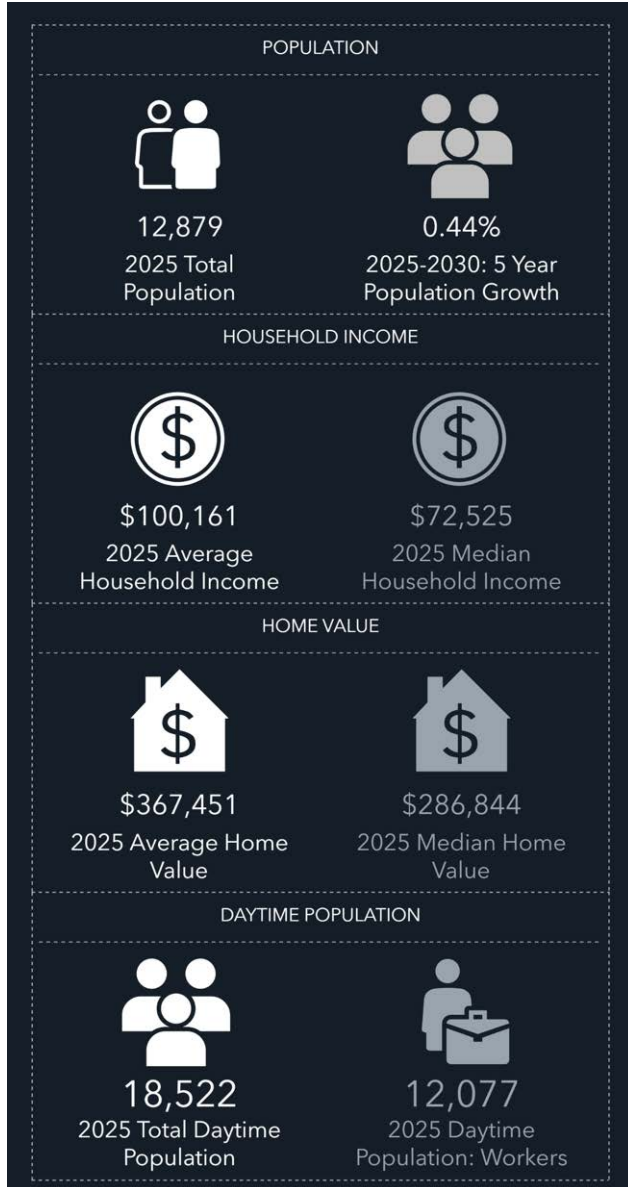 POPULATION
12,879
2025 Total
Population
0.44%
2025-2030: 5 Year
Population Growth
HOUSEHOLD INCOME
$
$100,161
2025 Average
Household Income
$
$72,525
2025 Median
Household Income
HOME VALUE
$
$367,451
2025 Average Home
Value
$
$286,844
2025 Median Home
Value
DAYTIME POPULATION
18,522
2025 Total Daytime
Population
12,077
2025 Daytime
Population: Workers